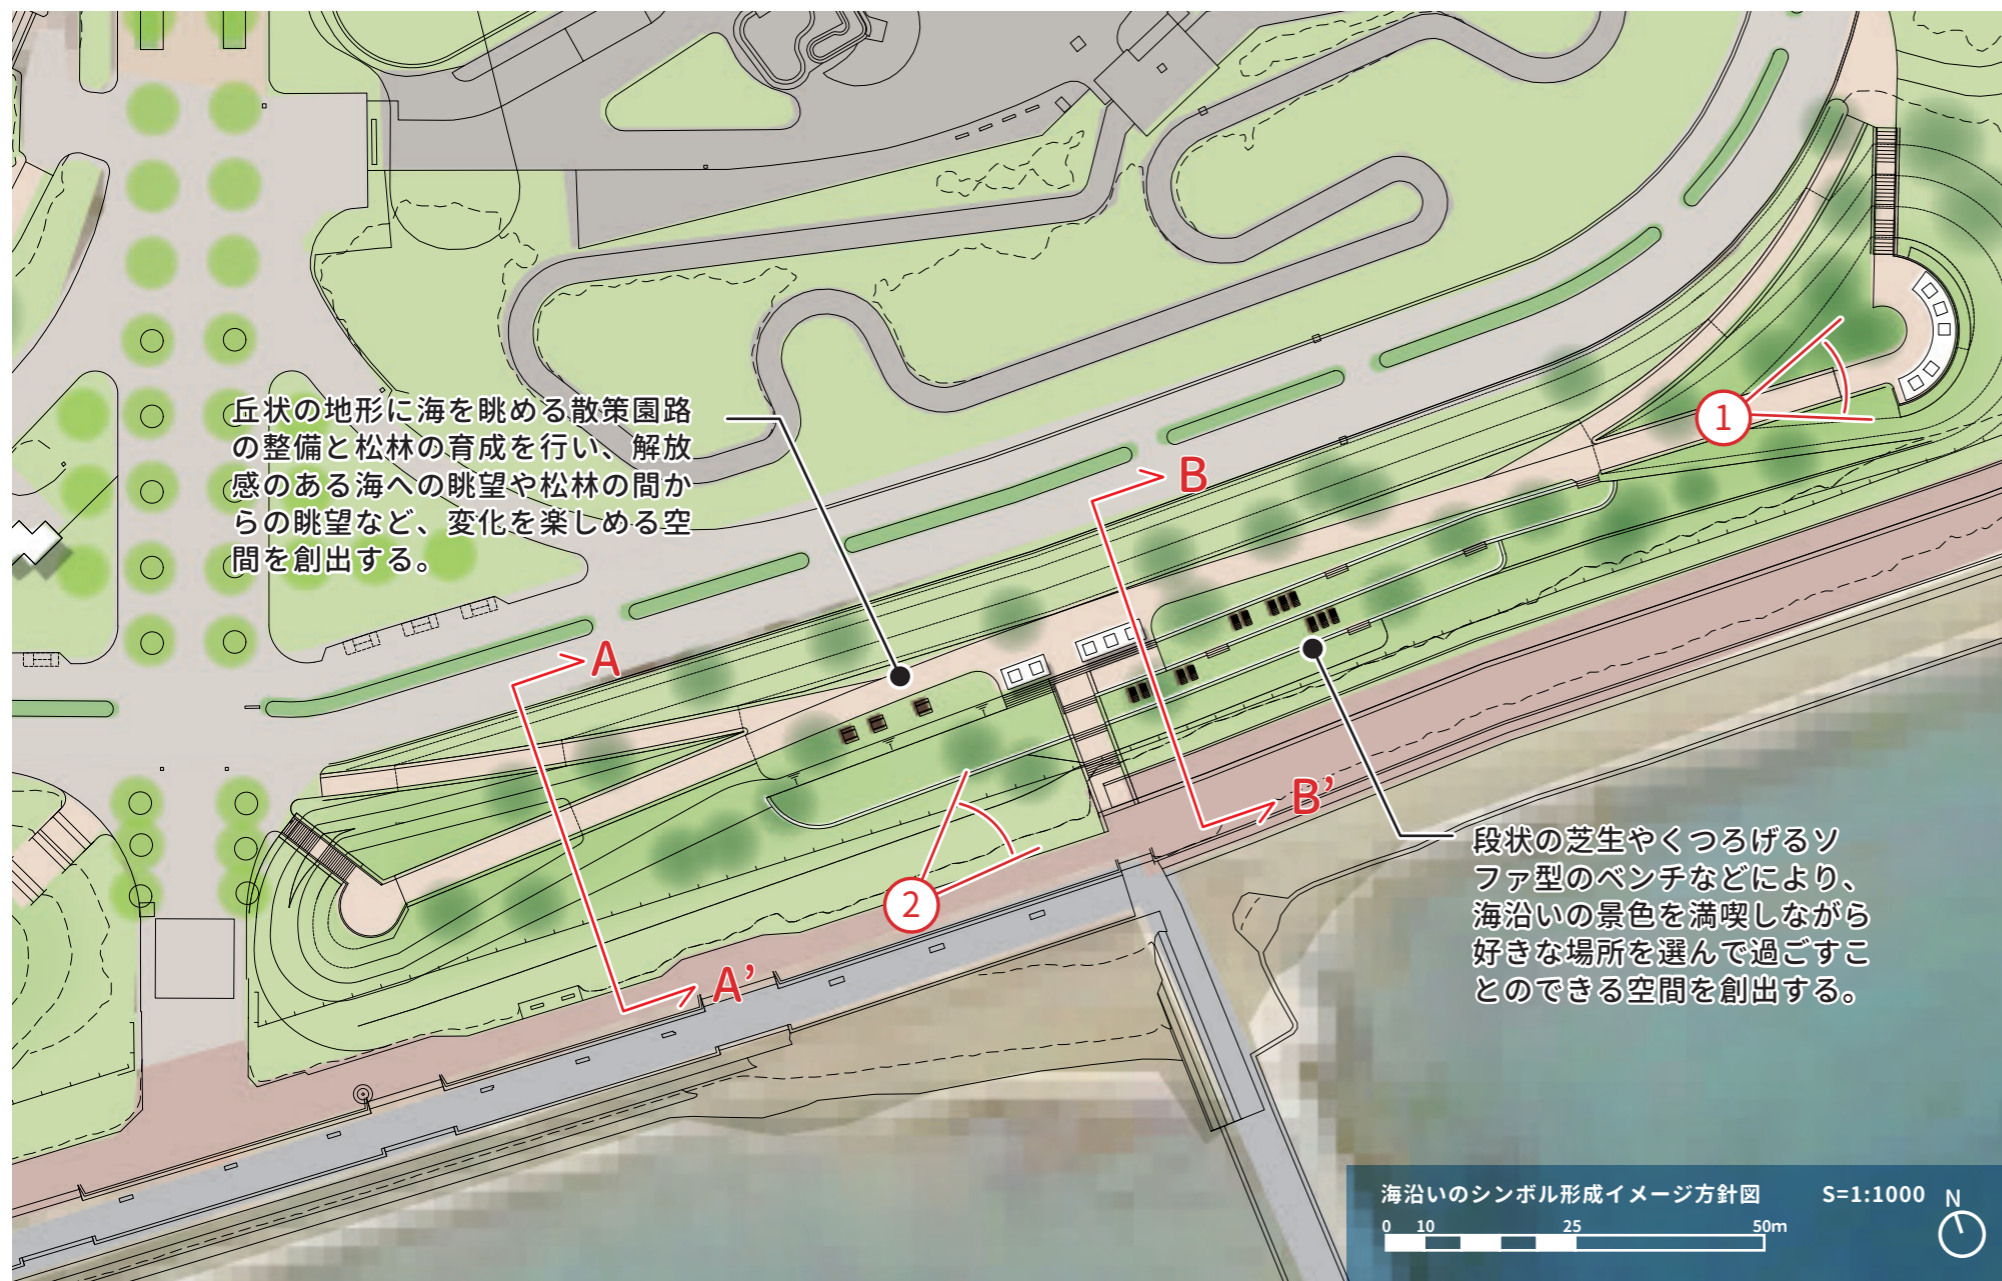 丘状の地形に海を眺める散策園路
の整備と松林の育成を行い、解放
感のある海への眺望や松林の間か
らの眺望など、変化を楽しめる空
間を創出する。
①
B
A
②
B’
A’
段状の芝生やくつろげるソ
ファ型のベンチなどにより、
海沿いの景色を満喫しながら
好きな場所を選んで過ごすこ
とのできる空間を創出する。
海沿いのシンボル形成イメージ方針図 S=1:1000 N
0 10 25 50m